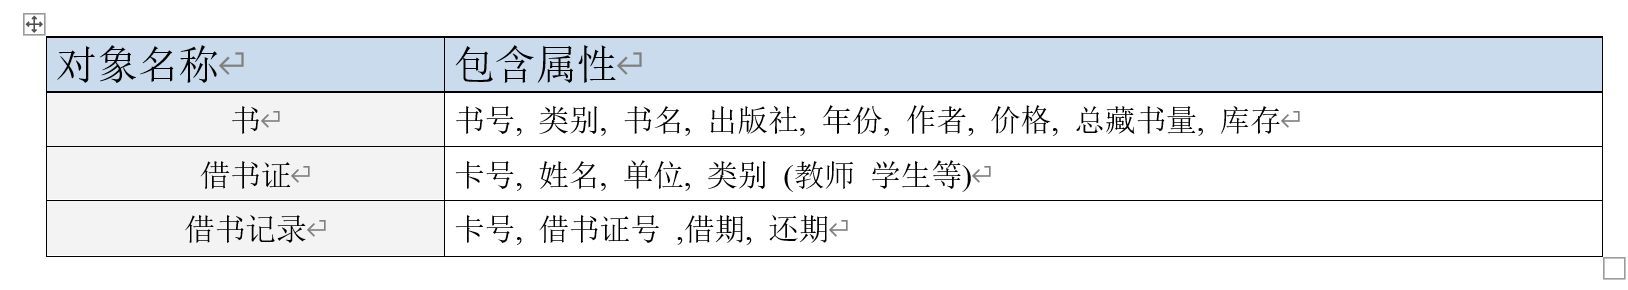 对象名称 包含属性
书 书号, 类别, 书名, 出版社, 年份, 作者, 价格, 总藏书量, 库存
借书证 卡号, 姓名, 单位, 类别 (教师 学生等)
借书记录 卡号, 借书证号 ,借期, 还期